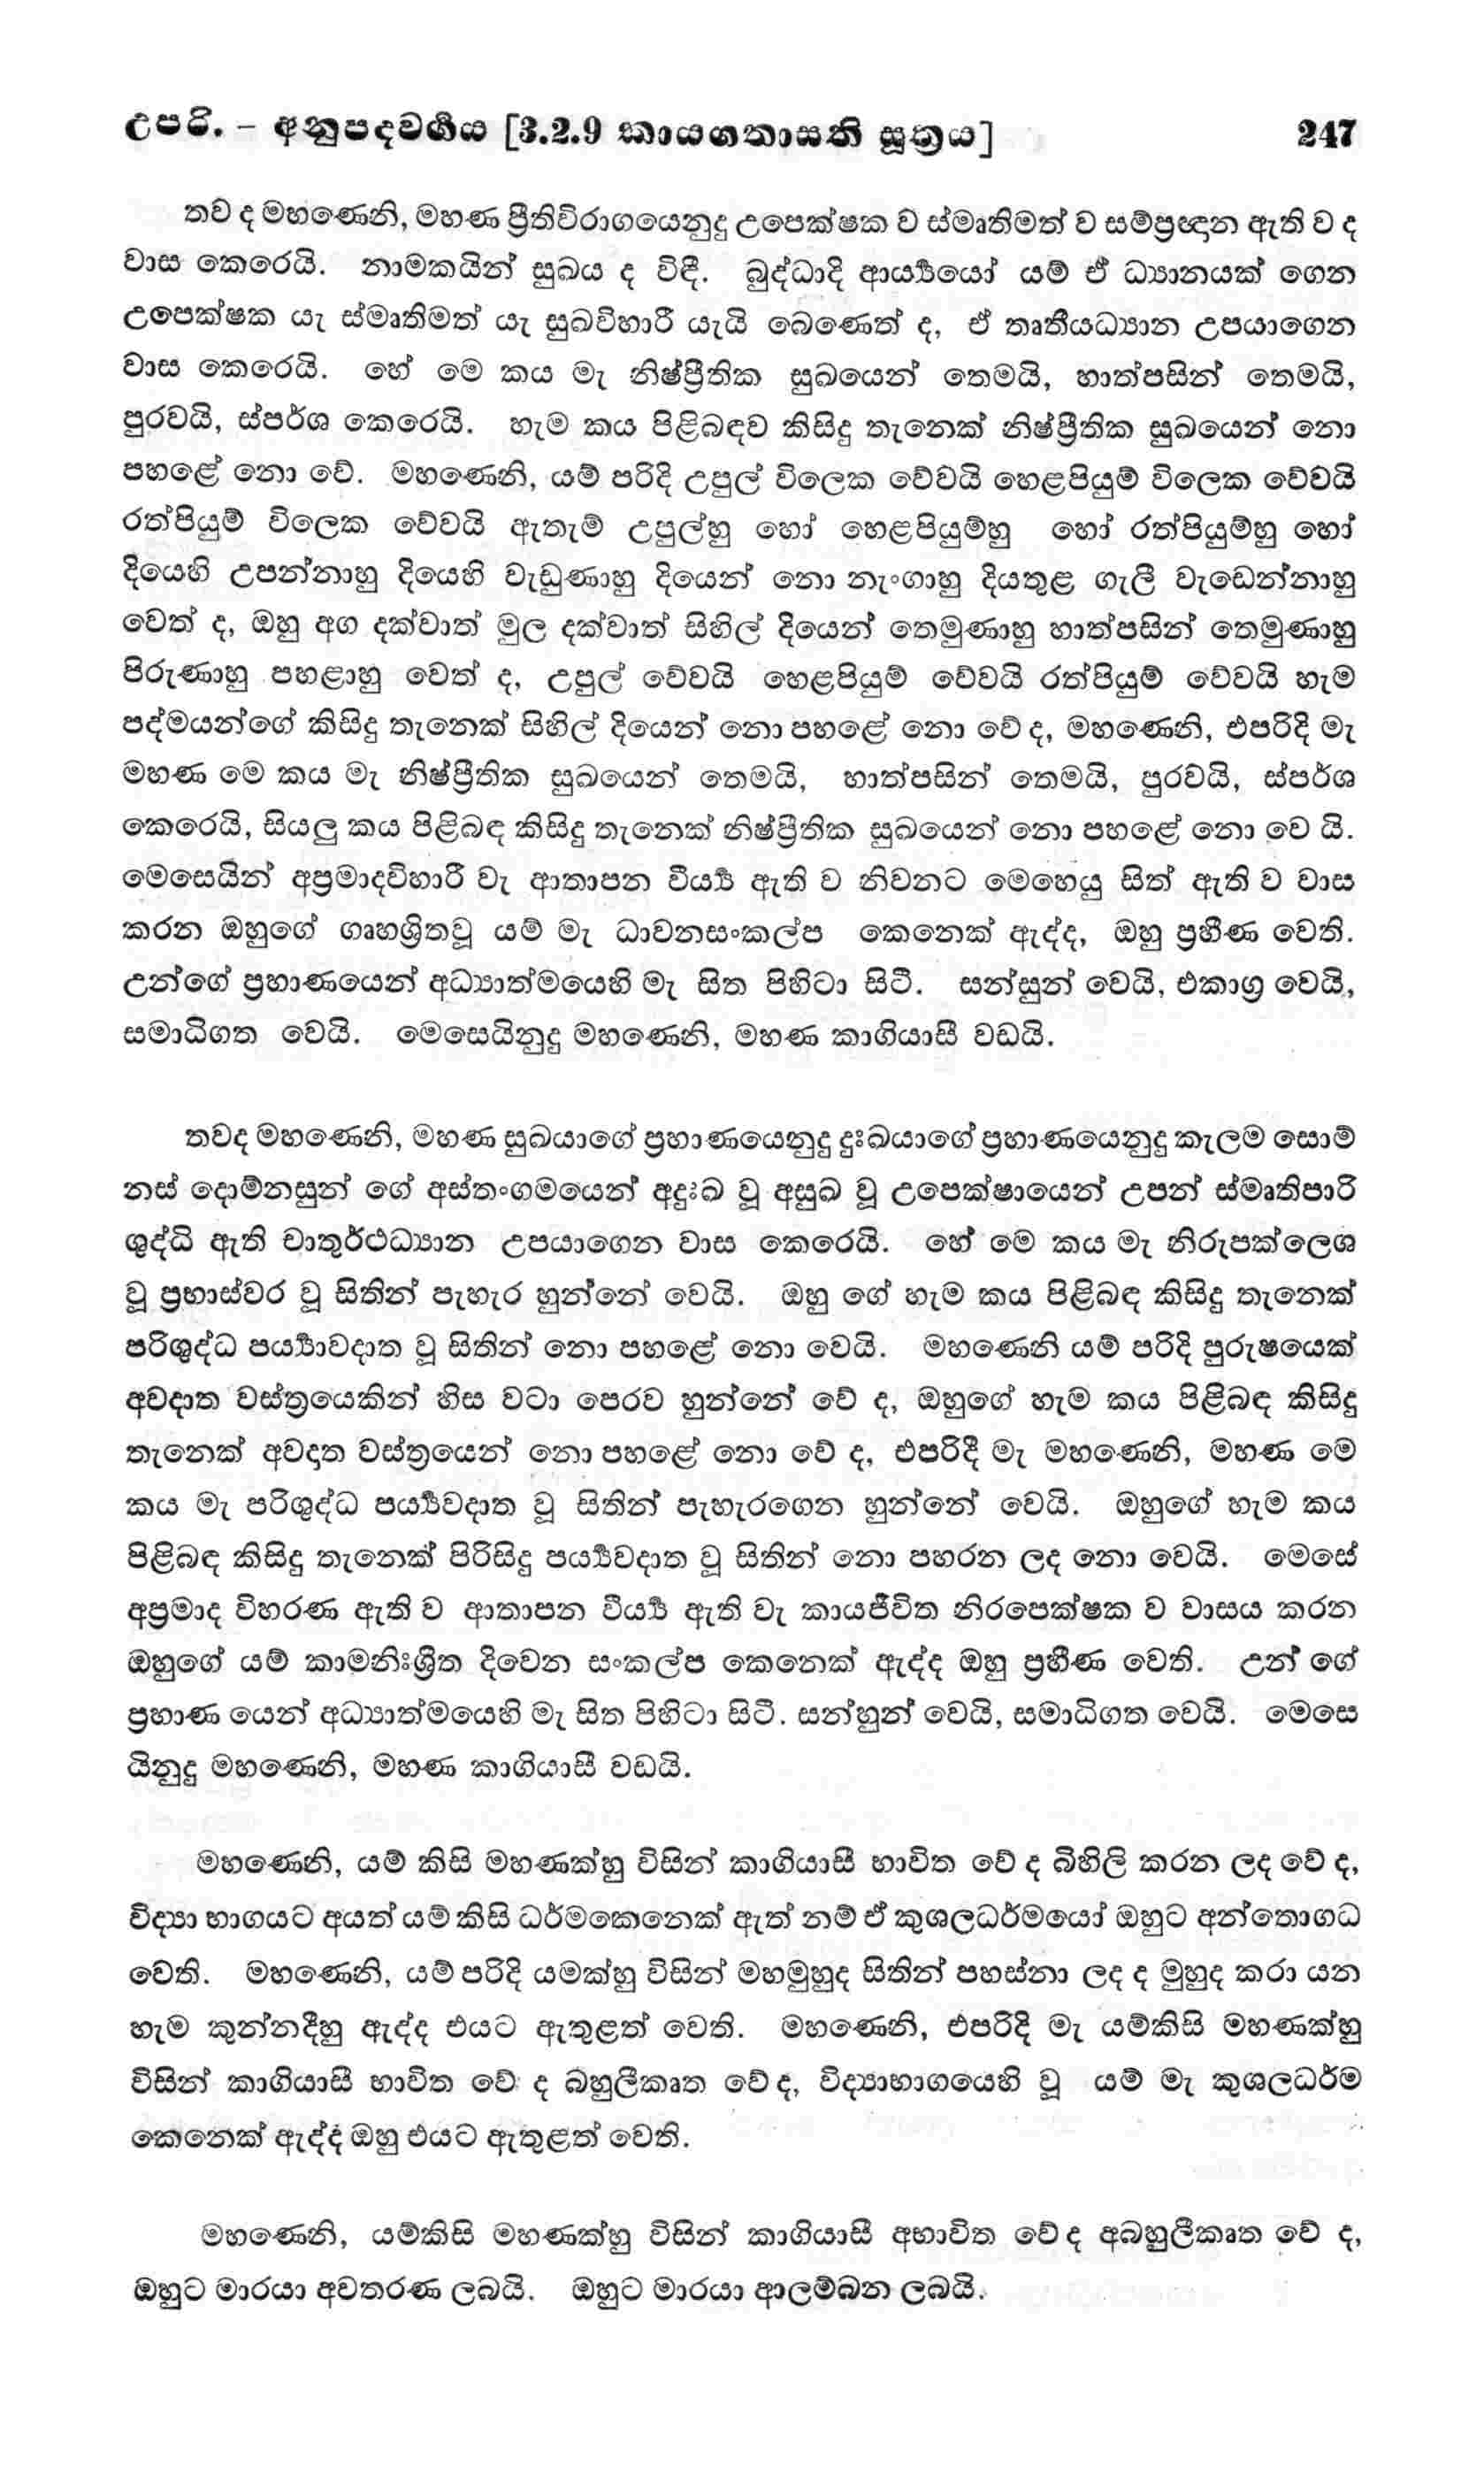 උපරි. – අනුපදවර්‍ගය [3.2.9 කායගතාසති සූත්‍රය] 247
තව ද මහණෙනි, මහණ ප්‍රීතිවිරාගයෙනුදු උපෙක්ෂක ව ස්මෘතිමත් ව සම්ප්‍රඥාන ඇති ව ද
වාස කෙරෙයි. නාමකයින් සුඛය ද විඳී. බුද්ධාදි ආර්‍ය්‍යයෝ යම් ඒ ධ්‍යානයක් ගෙන
උපෙක්ෂක යැ ස්මෘතිමත් යැ සුඛවිහාරී යැයි බෙණෙත් ද, ඒ තෘතීයධ්‍යාන උපයාගෙන
වාස කෙරෙයි. හේ මෙ කය මැ නිෂ්ප්‍රීතික සුඛයෙන් තෙමයි, හාත්පසින් තෙමයි,
පුරවයි, ස්පර්ශ කෙරෙයි. හැම කය පිළිබඳව කිසිදු තැනෙක් නිෂ්ප්‍රීතික සුඛයෙන් නො
පහළේ නො වේ. මහණෙනි, යම් පරිදි උපුල් විලෙක වේවයි හෙළපියුම් විලෙක වේවයි
රත්පියුම් විලෙක වේවයි ඇතැම් උපුල්හු හෝ හෙළපියුම්හු හෝ රත්පියුම්හු හෝ
දියෙහි උපන්නාහු දියෙහි වැඩුණාහු දියෙන් නො නැංගාහු දියතුළ ගැලී වැඩෙන්නාහු
වෙත් ද, ඔහු අග දක්වාත් මුල දක්වාත් සිහිල් දියෙන් තෙමුණාහු හාත්පසින් තෙමුණාහු
පිරුණාහු පහළාහු වෙත් ද, උපුල් වේවයි හෙළපියුම් වේවයි රත්පියුම් වේවයි හැම
පද්මයන්ගේ කිසිදු තැනෙක් සිහිල් දියෙන් නො පහළේ නො වේ ද, මහණෙනි, එපරිදි මැ
මහණ මෙ කය මැ නිෂ්ප්‍රීතික සුඛයෙන් තෙමයි, හාත්පසින් තෙමයි, පුරවයි, ස්පර්ශ
කෙරෙයි, සියලු කය පිළිබඳ කිසිදු තැනෙක් නිෂ්ප්‍රීතික සුඛයෙන් නො පහළේ නො වෙ යි.
මෙසෙයින් අප්‍රමාදවිහාරී වැ ආතාපන වීර්‍ය්‍ය ඇති ව නිවනට මෙහෙයු සිත් ඇති ව වාස
කරන ඔහුගේ ගෘහශ්‍රිතවූ යම් මැ ධාවනසංකල්ප කෙනෙක් ඇද්ද, ඔහු ප්‍රහීණ වෙති.
උන්ගේ ප්‍රහාණයෙන් අධ්‍යාත්මයෙහි මැ සිත පිහිටා සිටී. සන්සුන් වෙයි, එකාග්‍ර වෙයි,
සමාධිගත වෙයි. මෙසෙයිනුදු මහණෙනි, මහණ කාගියාසී වඩයි.
තවද මහණෙනි, මහණ සුඛයාගේ ප්‍රහාණයෙනුදු දුඃඛයාගේ ප්‍රහාණයෙනුදු කැලම සොම්
නස් දොම්නසුන් ගේ අස්තංගමයෙන් අදුඃඛ වූ අසුඛ වූ උපෙක්ෂායෙන් උපන් ස්මෘතිපාරි
ශුද්ධි ඇති චාතුර්ථධ්‍යාන උපයාගෙන වාස කෙරෙයි. හේ මෙ කය මැ නිරුපක්ලෙශ
වූ ප්‍රභාස්වර වූ සිතින් පැහැර හුන්නේ වෙයි. ඔහු ගේ හැම කය පිළිබඳ කිසිදු තැනෙක්
පරිශුද්ධ පර්‍ය්‍යාවදාත වූ සිතින් නො පහළේ නො වෙයි. මහණෙනි යම් පරිදි පුරුෂයෙක්
අවදාත වස්ත්‍රයෙකින් හිස වටා පෙරව හුන්නේ වේ ද, ඔහුගේ හැම කය පිළිබඳ කිසිදු
තැනෙක් අවදාත වස්ත්‍රයෙන් නො පහළේ නො වේ ද, එපරිදී මැ මහණෙනි, මහණ මෙ
කය මැ පරිශුද්ධ පර්‍ය්‍යවදාත වූ සිතින් පැහැරගෙන හුන්නේ වෙයි. ඔහුගේ හැම කය
පිළිබඳ කිසිදු තැනෙක් පිරිසිදු පර්‍ය්‍යවදාත වූ සිතින් නො පහරන ලද නො වෙයි. මෙසේ
අප්‍රමාද විහරණ ඇති ව ආතාපන වීර්‍ය්‍ය ඇති වැ කායජීවිත නිරපෙක්ෂක ව වාසය කරන
ඔහුගේ යම් කාමනිඃශ්‍රිත දිවෙන සංකල්ප කෙනෙක් ඇද්ද ඔහු ප්‍රහීණ වෙති. උන් ගේ
ප්‍රහාණ යෙන් අධ්‍යාත්මයෙහි මැ සිත පිහිටා සිටී. සන්හුන් වෙයි, සමාධිගත වෙයි. මෙසෙ
යිනුදු මහණෙනි, මහණ කාගියාසී වඩයි.
මහණෙනි, යම් කිසි මහණක්හු විසින් කාගියාසී භාවිත වේ ද බිහිලි කරන ලද වේ ද,
විද්‍යා භාගයට අයත් යම් කිසි ධර්මකෙනෙක් ඇත් නම් ඒ කුශලධර්මයෝ ඔහුට අන්තොගධ
වෙති. මහණෙනි, යම් පරිදි යමක්හු විසින් මහමුහුද සිතින් පහස්නා ලද ද මුහුද කරා යන
හැම කුන්නදීහු ඇද්ද එයට ඇතුළත් වෙති. මහණෙනි, එපරිදි මැ යම්කිසි මහණක්හු
විසින් කාගියාසී භාවිත වේ ද බහුලීකෘත වේ ද, විද්‍යාභාගයෙහි වූ යම් මැ කුශලධර්ම
කෙනෙක් ඇද්ද ඔහු එයට ඇතුළත් වෙති.
මහණෙනි, යම්කිසි මහණක්හු විසින් කාගියාසී අභාවිත වේ ද අබහුලීකෘත වේ ද,
ඔහුට මාරයා අවතරණ ලබයි. ඔහුට මාරයා ආලම්බන ලබයි.